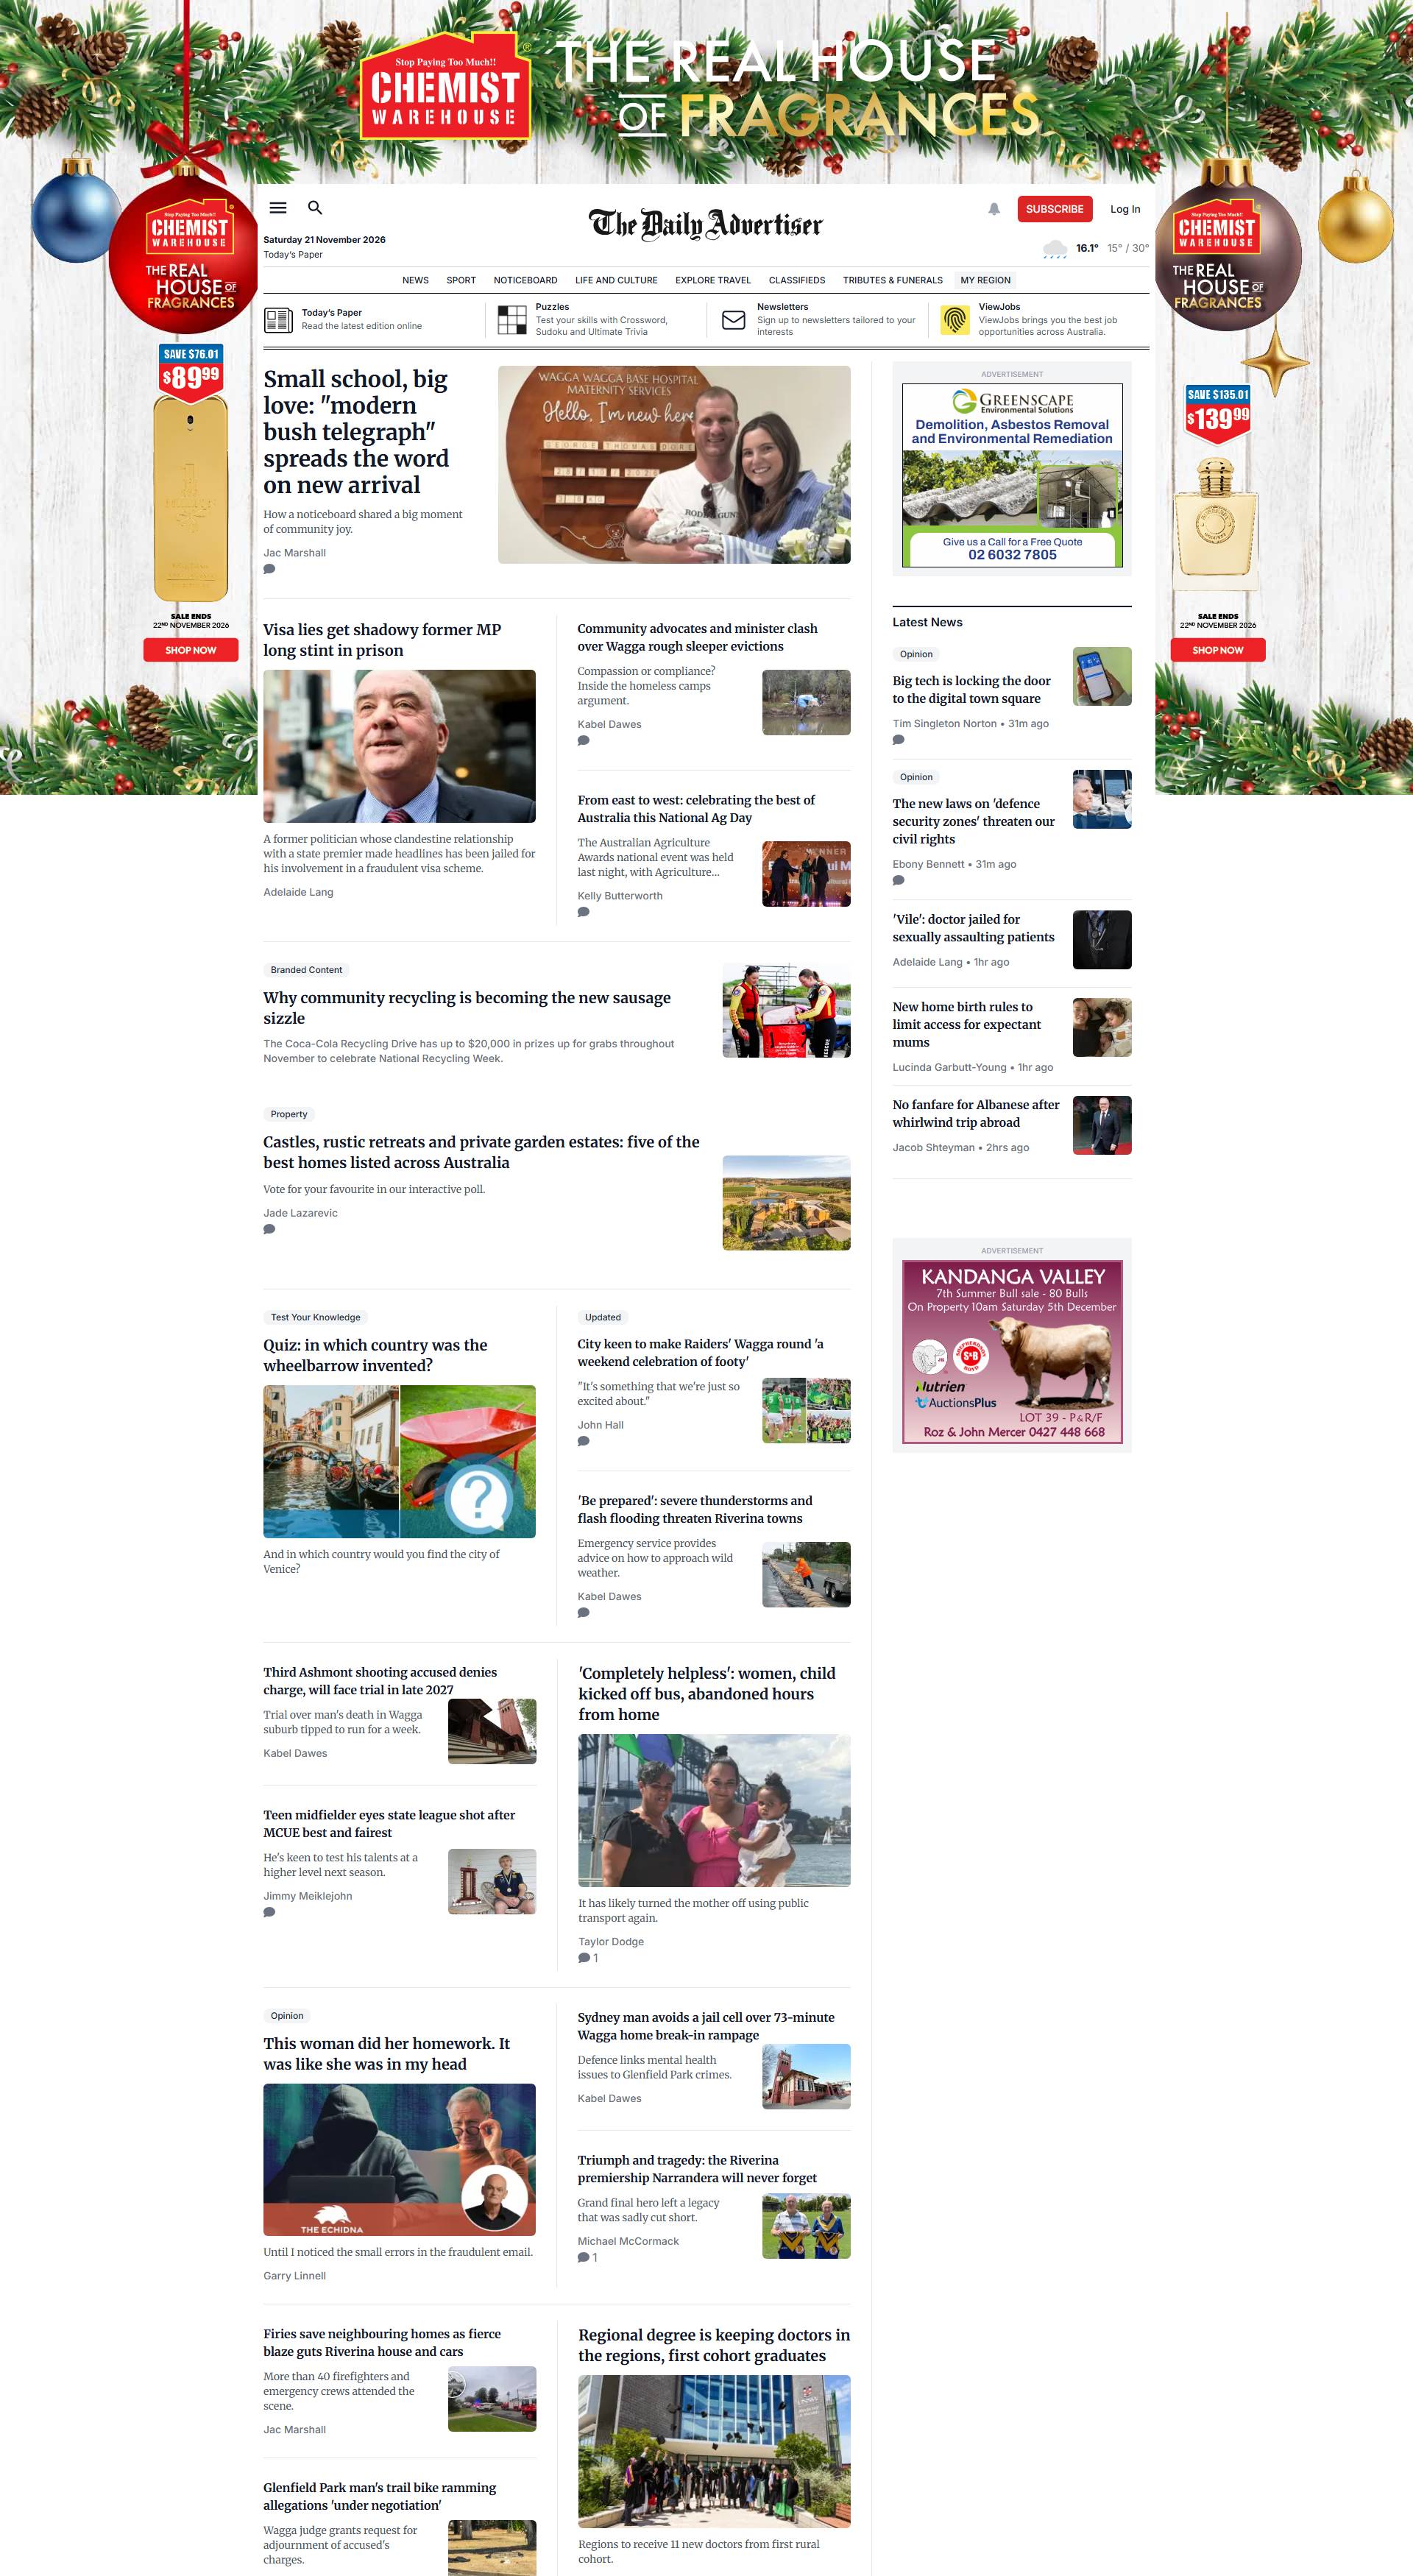 Stop Paying Too Much!!
CHEMIST
WAREHOUSE
THE REAL HOUSE
OF FRAGRANCES
Stop Paying Too Much!!
CHEMIST
WAREHOUSE
THE REAL
HOUSE OF
FRAGRANCES
SAVE $76.01
$89.99
SALE ENDS
22ND NOVEMBER 2026
SHOP NOW
Stop Paying Too Much!!
CHEMIST
WAREHOUSE
THE REAL
HOUSE OF
FRAGRANCES
SAVE $135.01
$139.99
SALE ENDS
22ND NOVEMBER 2026
SHOP NOW
The Daily Advertiser
SUBSCRIBE
Log In
Saturday 21 November 2026
Today's Paper
16.1° 15° / 30°
NEWS SPORT NOTICEBOARD LIFE AND CULTURE EXPLORE TRAVEL CLASSIFIEDS TRIBUTES & FUNERALS MY REGION
Today's Paper
Read the latest edition online
Puzzles
Test your skills with Crossword,
Sudoku and Ultimate Trivia
Newsletters
Sign up to newsletters tailored to your
interests
ViewJobs
ViewJobs brings you the best job
opportunities across Australia.
Small school, big
love: "modern
bush telegraph"
spreads the word
on new arrival
How a noticeboard shared a big moment
of community joy.
Jac Marshall
WAGGA WAGGA BASE HOSPITAL
MATERNITY SERVICES
Hello, I'm new here
GEORGE THOMAS GORE
Visa lies get shadowy former MP
long stint in prison
A former politician whose clandestine relationship
with a state premier made headlines has been jailed for
his involvement in a fraudulent visa scheme.
Adelaide Lang
Community advocates and minister clash
over Wagga rough sleeper evictions
Compassion or compliance?
Inside the homeless camps
argument.
Kabel Dawes
From east to west: celebrating the best of
Australia this National Ag Day
The Australian Agriculture
Awards national event was held
last night, with Agriculture...
Kelly Butterworth
Branded Content
Why community recycling is becoming the new sausage
sizzle
The Coca-Cola Recycling Drive has up to $20,000 in prizes up for grabs throughout
November to celebrate National Recycling Week.
Property
Castles, rustic retreats and private garden estates: five of the
best homes listed across Australia
Vote for your favourite in our interactive poll.
Jade Lazarevic
Test Your Knowledge
Quiz: in which country was the
wheelbarrow invented?
?
And in which country would you find the city of
Venice?
Updated
City keen to make Raiders' Wagga round 'a
weekend celebration of footy'
"It's something that we're just so
excited about."
John Hall
'Be prepared': severe thunderstorms and
flash flooding threaten Riverina towns
Emergency service provides
advice on how to approach wild
weather.
Kabel Dawes
Third Ashmont shooting accused denies
charge, will face trial in late 2027
Trial over man's death in Wagga
suburb tipped to run for a week.
Kabel Dawes
Teen midfielder eyes state league shot after
MCUE best and fairest
He's keen to test his talents at a
higher level next season.
Jimmy Meiklejohn
'Completely helpless': women, child
kicked off bus, abandoned hours
from home
It has likely turned the mother off using public
transport again.
Taylor Dodge
1
Opinion
This woman did her homework. It
was like she was in my head
THE ECHIDNA
Until I noticed the small errors in the fraudulent email.
Garry Linnell
Sydney man avoids a jail cell over 73-minute
Wagga home break-in rampage
Defence links mental health
issues to Glenfield Park crimes.
Kabel Dawes
Triumph and tragedy: the Riverina
premiership Narrandera will never forget
Grand final hero left a legacy
that was sadly cut short.
Michael McCormack
1
Firies save neighbouring homes as fierce
blaze guts Riverina house and cars
More than 40 firefighters and
emergency crews attended the
scene.
Jac Marshall
Glenfield Park man's trail bike ramming
allegations 'under negotiation'
Wagga judge grants request for
adjournment of accused's
charges.
Regional degree is keeping doctors in
the regions, first cohort graduates
Regions to receive 11 new doctors from first rural
cohort.
ADVERTISEMENT
GREENSCAPE
Environmental Solutions
Demolition, Asbestos Removal
and Environmental Remediation
Give us a Call for a Free Quote
02 6032 7805
Latest News
Opinion
Big tech is locking the door
to the digital town square
Tim Singleton Norton • 31m ago
Opinion
The new laws on 'defence
security zones' threaten our
civil rights
Ebony Bennett • 31m ago
'Vile': doctor jailed for
sexually assaulting patients
Adelaide Lang • 1hr ago
New home birth rules to
limit access for expectant
mums
Lucinda Garbutt-Young • 1hr ago
No fanfare for Albanese after
whirlwind trip abroad
Jacob Shteyman • 2hrs ago
ADVERTISEMENT
KANDANGA VALLEY
7th Summer Bull sale - 80 Bulls
On Property 10am Saturday 5th December
S&B
Nutrien
AuctionsPlus
LOT 39 - P&R/F
Roz & John Mercer 0427 448 668